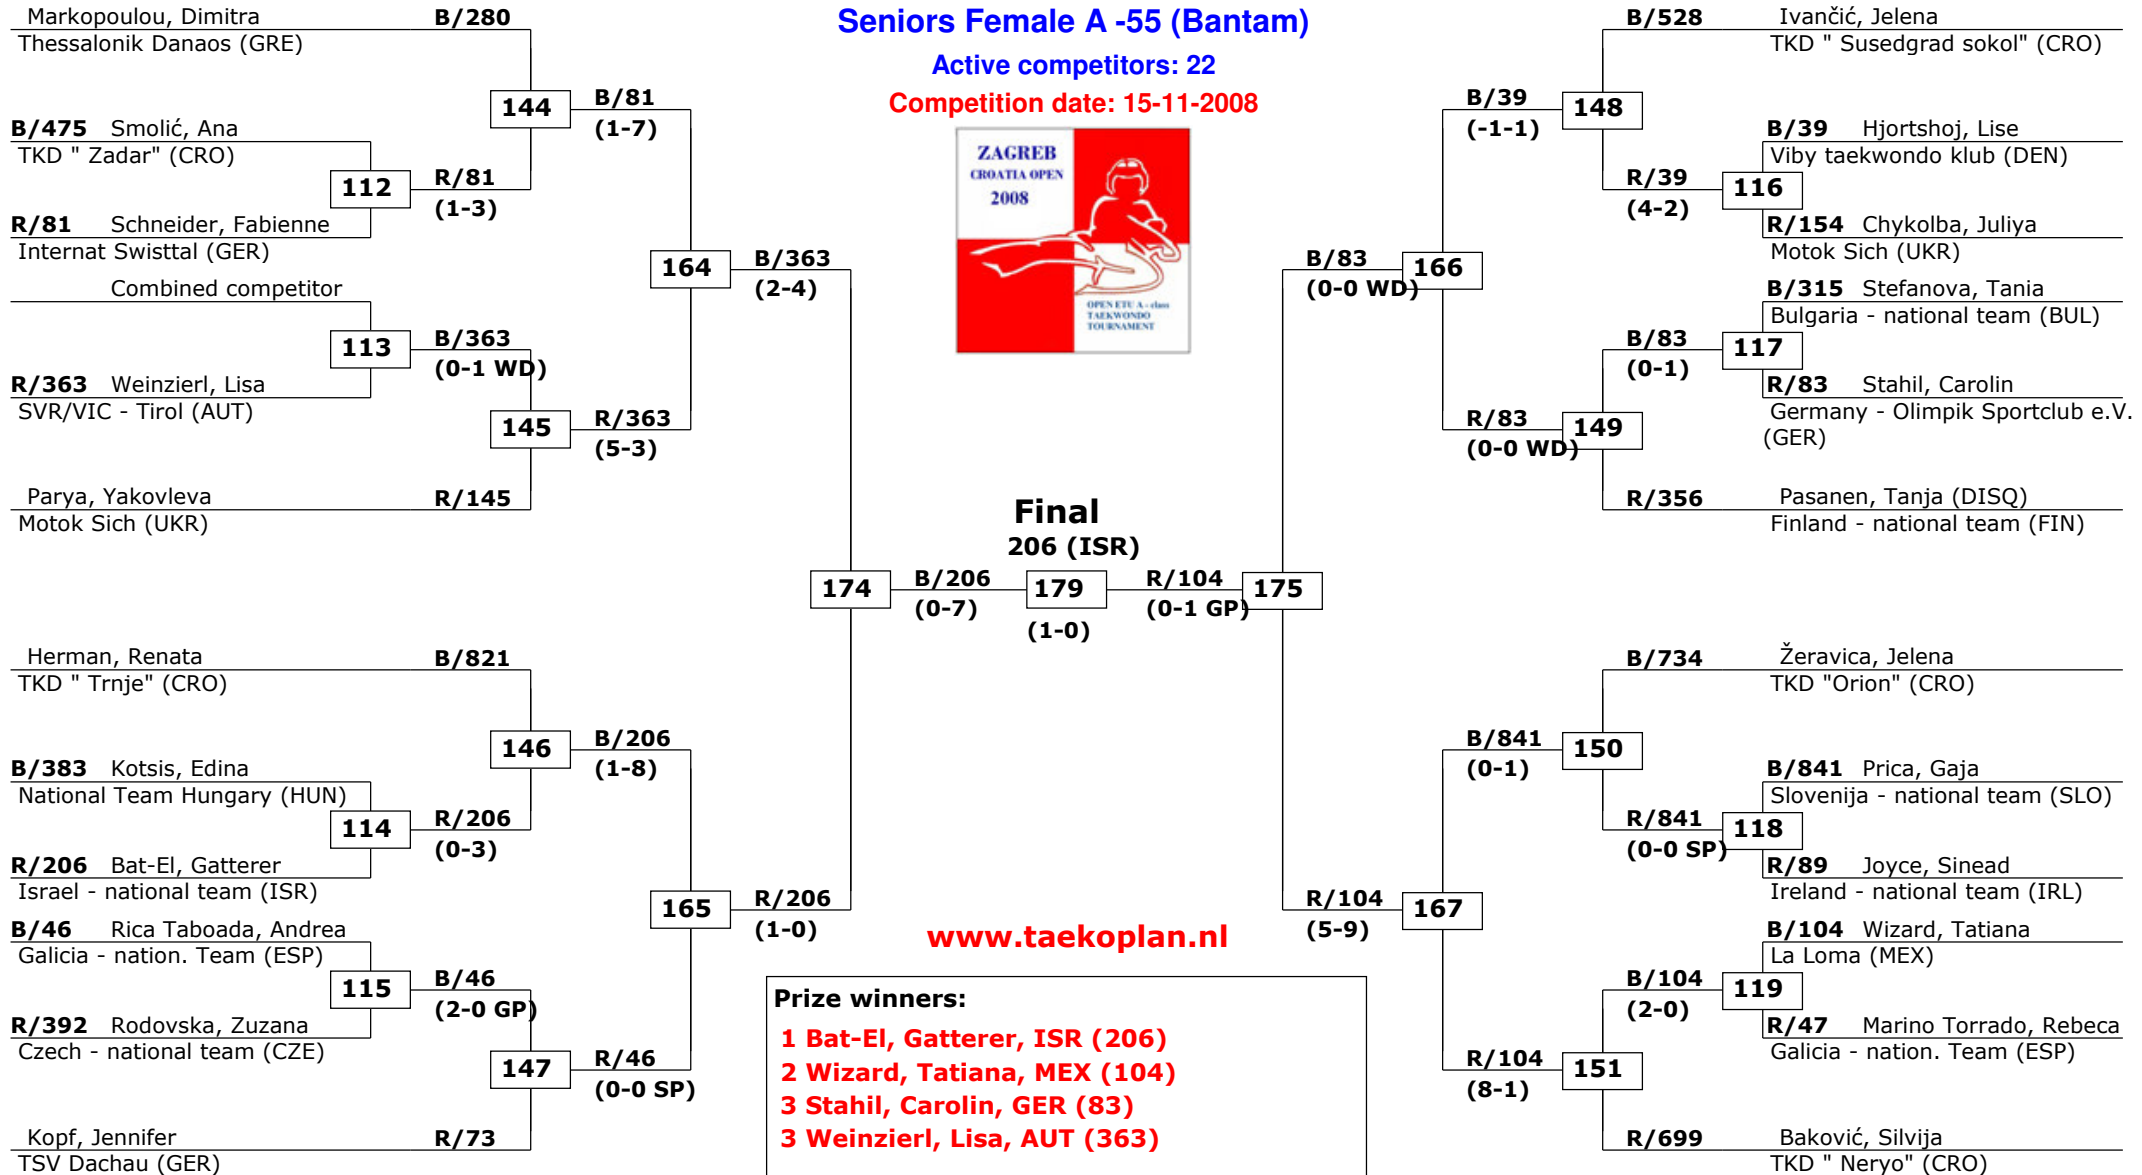 Seniors Female A -55 (Bantam)
Active competitors: 22
Competition date: 15-11-2008
ZAGREB
CROATIA OPEN
2008
OPEN ETU A - class
TAEKWONDO
TOURNAMENT
Markopoulou, Dimitra B/280
Thessalonik Danaos (GRE)
144
B/81
(1-7)
B/475 Smolić, Ana
TKD " Zadar" (CRO)
112
R/81
(1-3)
R/81 Schneider, Fabienne
Internat Swisttal (GER)
164
B/363
(2-4)
Combined competitor
113
B/363
(0-1 WD)
R/363 Weinzierl, Lisa
SVR/VIC - Tirol (AUT)
145
R/363
(5-3)
Parya, Yakovleva R/145
Motok Sich (UKR)
174
B/206
(0-7)
Herman, Renata B/821
TKD " Trnje" (CRO)
146
B/206
(1-8)
B/383 Kotsis, Edina
National Team Hungary (HUN)
114
R/206
(0-3)
R/206 Bat-El, Gatterer
Israel - national team (ISR)
165
R/206
(1-0)
B/46 Rica Taboada, Andrea
Galicia - nation. Team (ESP)
115
B/46
(2-0 GP)
R/392 Rodovska, Zuzana
Czech - national team (CZE)
147
R/46
(0-0 SP)
Kopf, Jennifer R/73
TSV Dachau (GER)
Final
206 (ISR)
179
(1-0)
R/104
(0-1 GP)
175
B/528 Ivančić, Jelena
TKD " Susedgrad sokol" (CRO)
B/39
(-1-1)
148
B/39 Hjortshoj, Lise
Viby taekwondo klub (DEN)
R/39
(4-2)
116
R/154 Chykolba, Juliya
Motok Sich (UKR)
B/83
(0-0 WD)
166
B/315 Stefanova, Tania
Bulgaria - national team (BUL)
B/83
(0-1)
117
R/83 Stahil, Carolin
Germany - Olimpik Sportclub e.V.
(GER)
R/83
(0-0 WD)
149
R/356 Pasanen, Tanja (DISQ)
Finland - national team (FIN)
B/734 Žeravica, Jelena
TKD "Orion" (CRO)
B/841
(0-1)
150
B/841 Prica, Gaja
Slovenija - national team (SLO)
R/841
(0-0 SP)
118
R/89 Joyce, Sinead
Ireland - national team (IRL)
R/104
(5-9)
167
B/104 Wizard, Tatiana
La Loma (MEX)
B/104
(2-0)
119
R/47 Marino Torrado, Rebeca
Galicia - nation. Team (ESP)
R/104
(8-1)
151
R/699 Baković, Silvija
TKD " Neryo" (CRO)
www.taekoplan.nl
Prize winners:
1 Bat-El, Gatterer, ISR (206)
2 Wizard, Tatiana, MEX (104)
3 Stahil, Carolin, GER (83)
3 Weinzierl, Lisa, AUT (363)